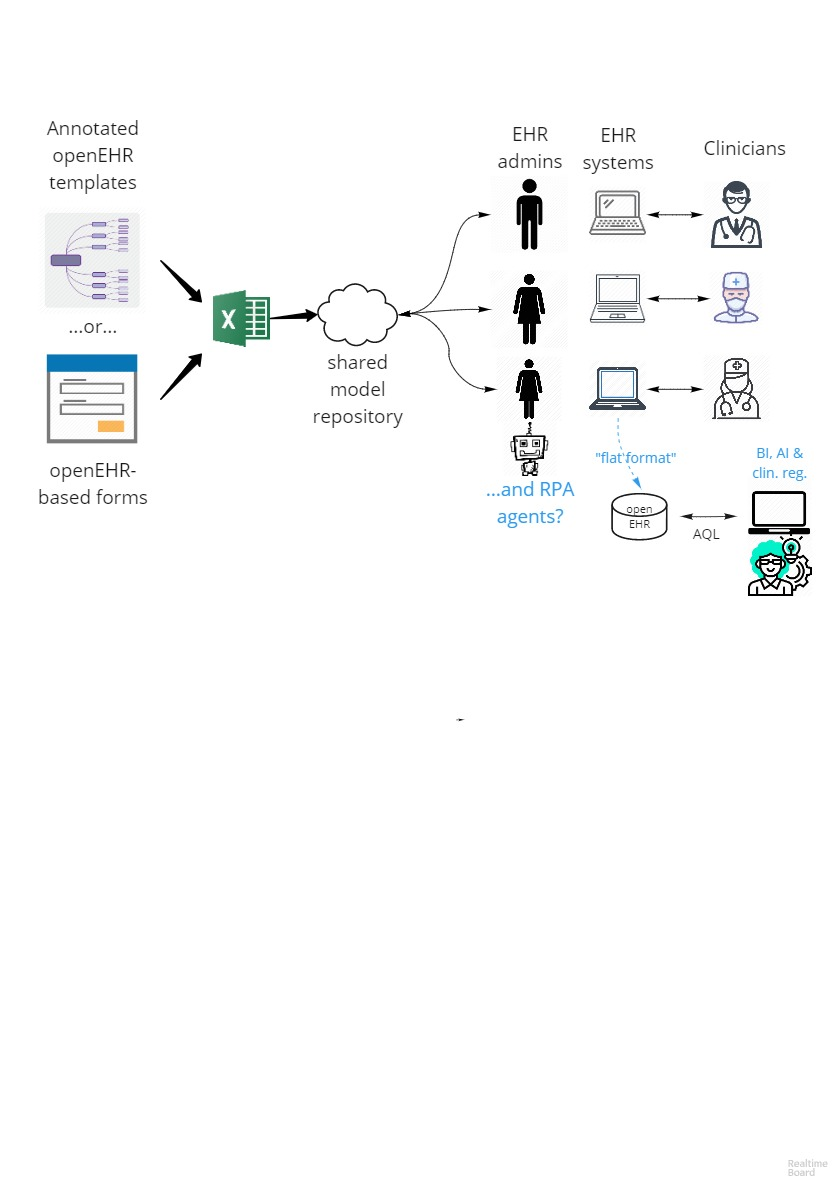 Annotated
openEHR
templates
...or...
openEHR-
based forms
X
shared
model
repository
EHR
admins
EHR
systems
Clinicians
...and RPA
agents?
"flat format"
open
EHR
AQL
BI, AI &
clin. reg.
Realtime
Board